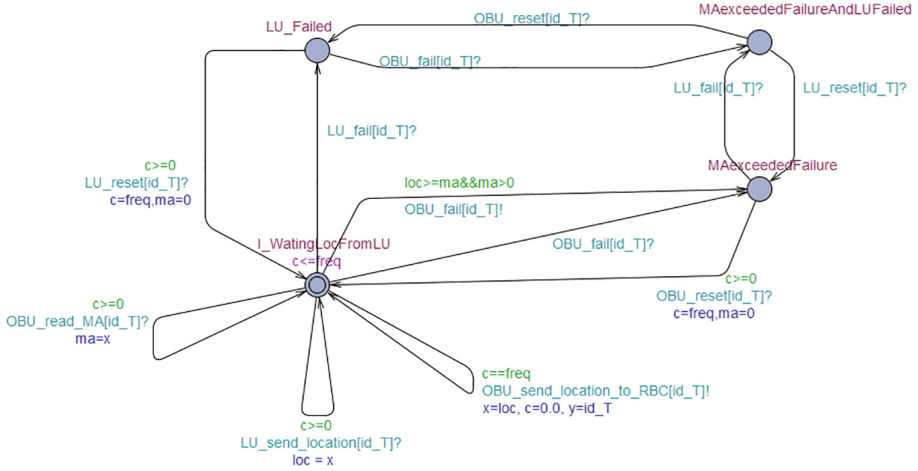 OBU_reset[id_T]?
MAexceededFailureAndLUFailed
LU_Failed
OBU_fail[id_T]?
LU_fail[id_T]?
LU_reset[id_T]?
LU_fail[id_T]?
c>=0
LU_reset[id_T]?
c=freq,ma=0
MAexceededFailure
loc>=ma&&ma>0
OBU_fail[id_T]!
I_WatingLocFromLU
c<=freq
OBU_fail[id_T]?
c>=0
OBU_reset[id_T]?
c=freq,ma=0
c>=0
OBU_read_MA[id_T]?
ma=x
c==freq
OBU_send_location_to_RBC[id_T]!
x=loc, c=0.0, y=id_T
c>=0
LU_send_location[id_T]?
loc = x